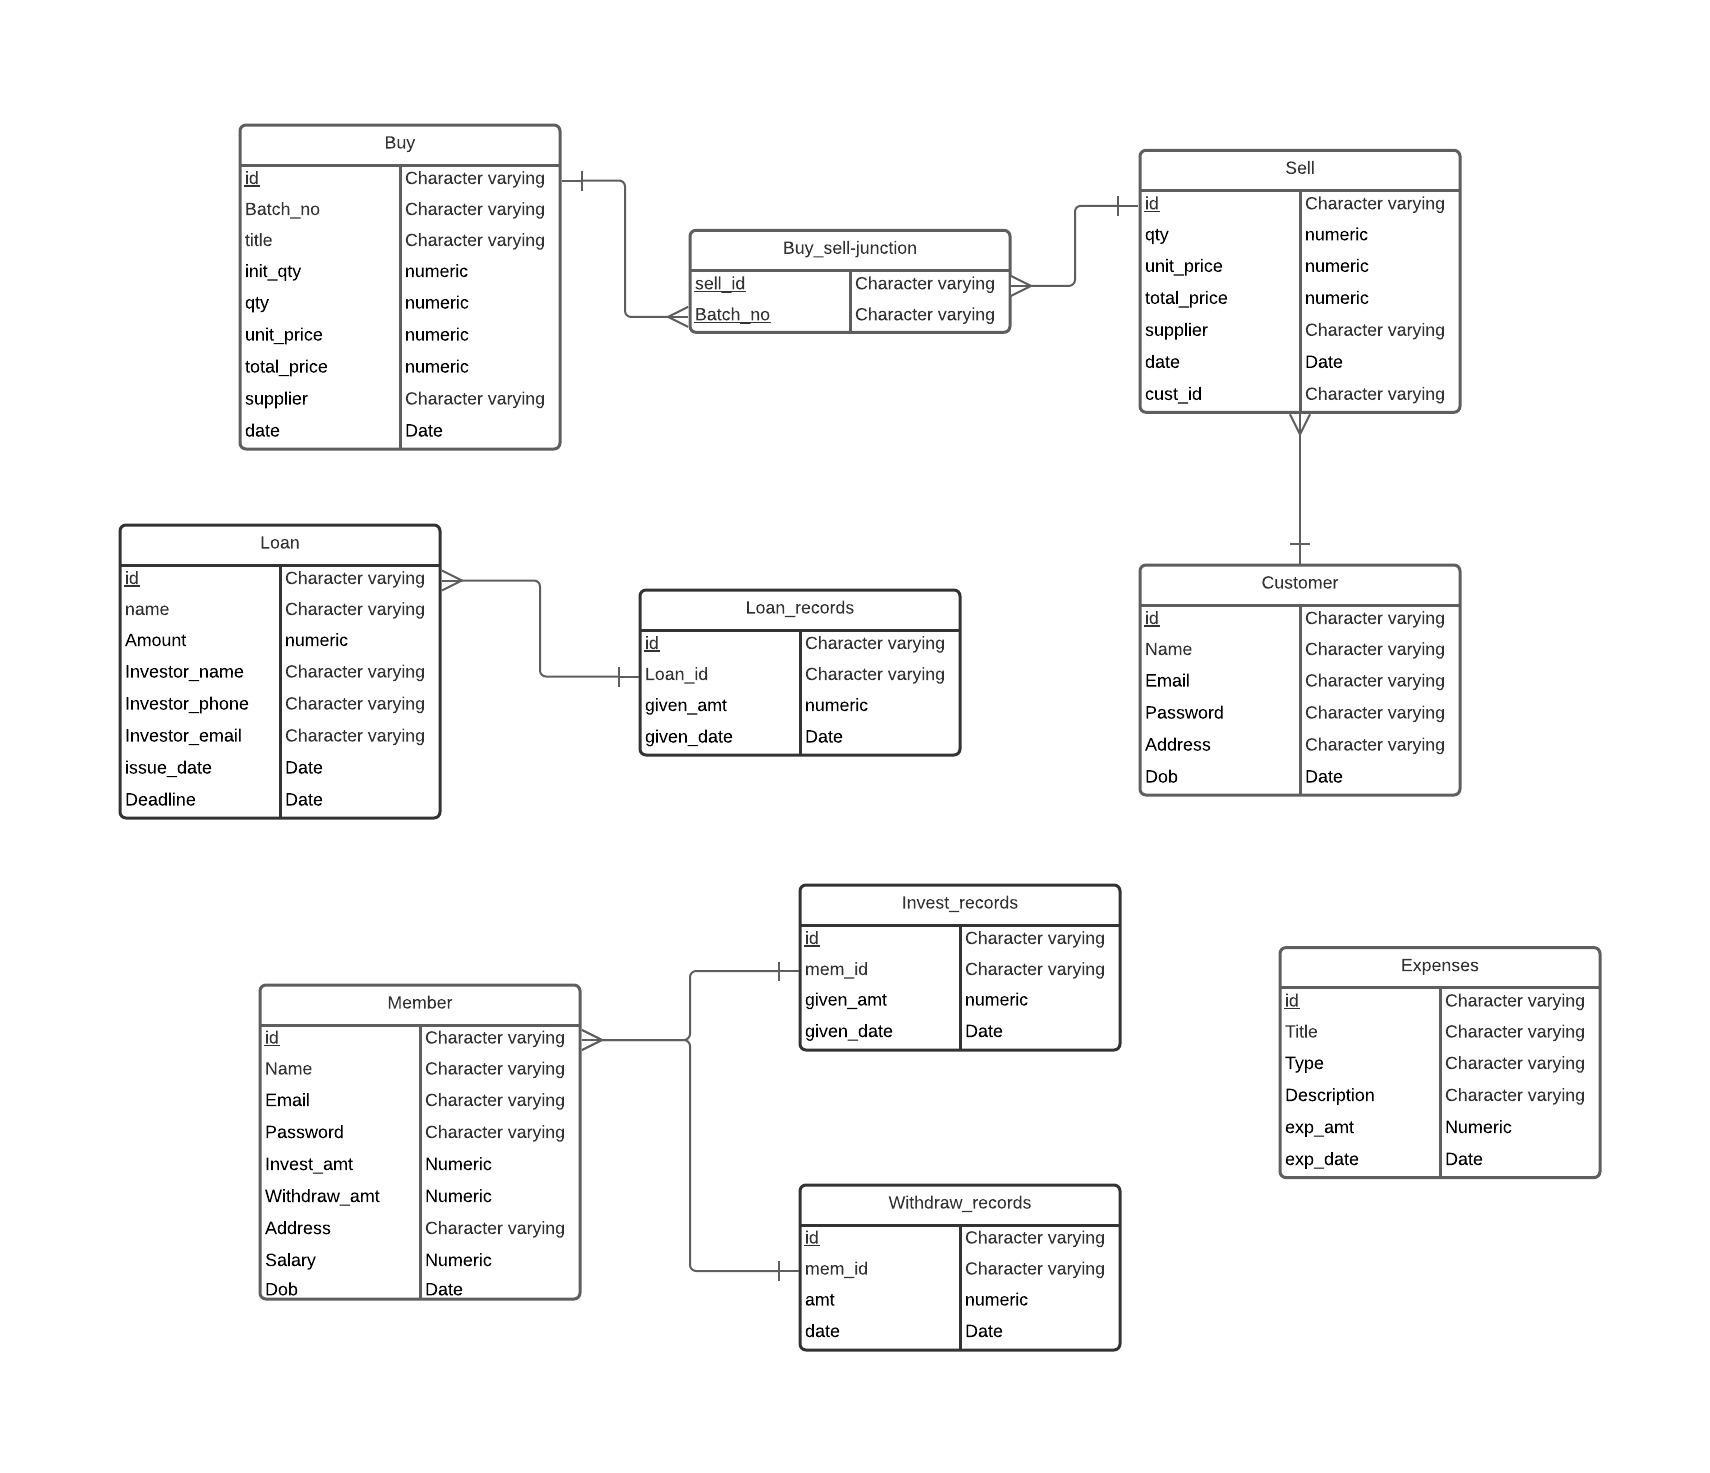 Buy
id Character varying
Batch_no Character varying
title Character varying
init_qty numeric
qty numeric
unit_price numeric
total_price numeric
supplier Character varying
date Date
Buy_sell-junction
sell_id Character varying
Batch_no Character varying
Sell
id Character varying
qty numeric
unit_price numeric
total_price numeric
supplier Character varying
date Date
cust_id Character varying
Loan
id Character varying
name Character varying
Amount numeric
Investor_name Character varying
Investor_phone Character varying
Investor_email Character varying
issue_date Date
Deadline Date
Loan_records
id Character varying
Loan_id Character varying
given_amt numeric
given_date Date
Customer
id Character varying
Name Character varying
Email Character varying
Password Character varying
Address Character varying
Dob Date
Member
id Character varying
Name Character varying
Email Character varying
Password Character varying
Invest_amt Numeric
Withdraw_amt Numeric
Address Character varying
Salary Numeric
Dob Date
Invest_records
id Character varying
mem_id Character varying
given_amt numeric
given_date Date
Withdraw_records
id Character varying
mem_id Character varying
amt numeric
date Date
Expenses
id Character varying
Title Character varying
Type Character varying
Description Character varying
exp_amt Numeric
exp_date Date